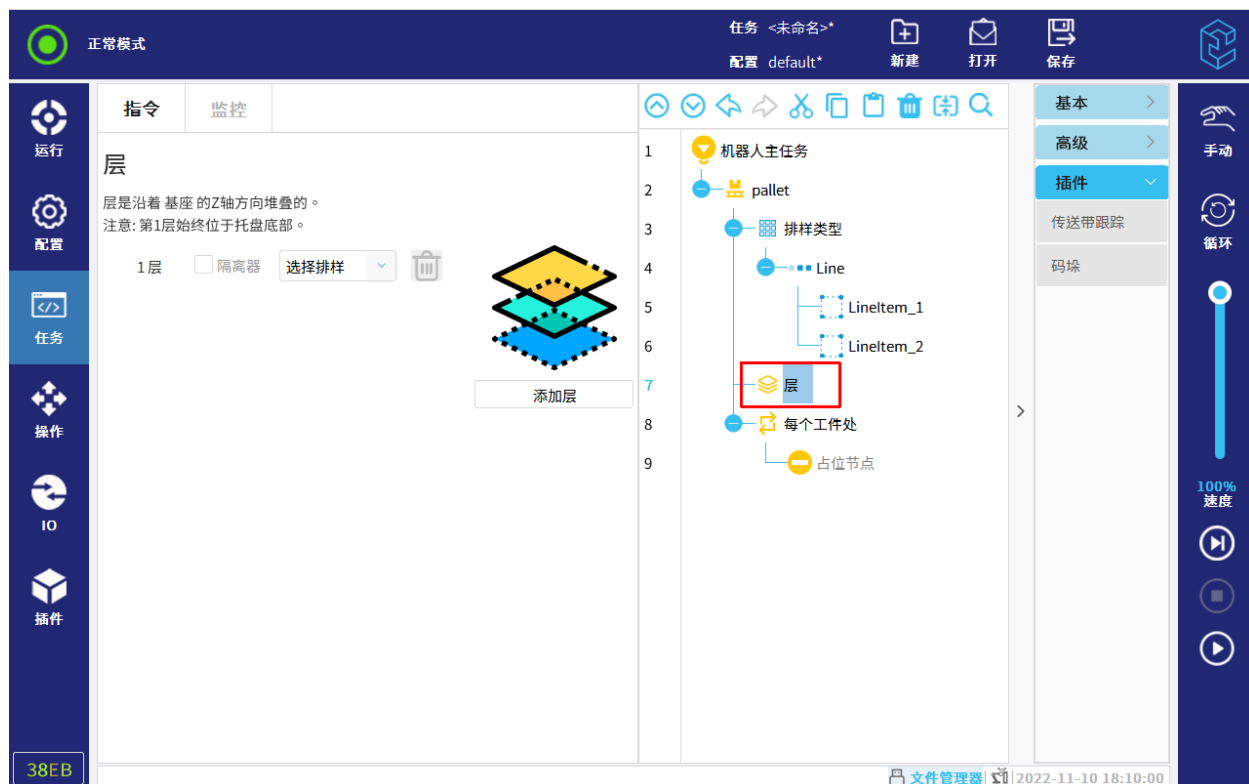 正常模式
任务 <未命名>*
配置 default*
新建
打开
保存
运行
配置
任务
操作
IO
插件
38EB
指令 监控
层
层是沿着 基座 的Z轴方向堆叠的。
注意: 第1层始终位于托盘底部。
1 层 隔离器 选择排样
添加层
1 机器人主任务
2 pallet
3 排样类型
4 Line
5 LineItem_1
6 LineItem_2
7 层
8 每个工件处
9 占位节点
基本
高级
插件
传送带跟踪
码垛
手动
循环
100%
速度
文件管理器 2022-11-10 18:10:00